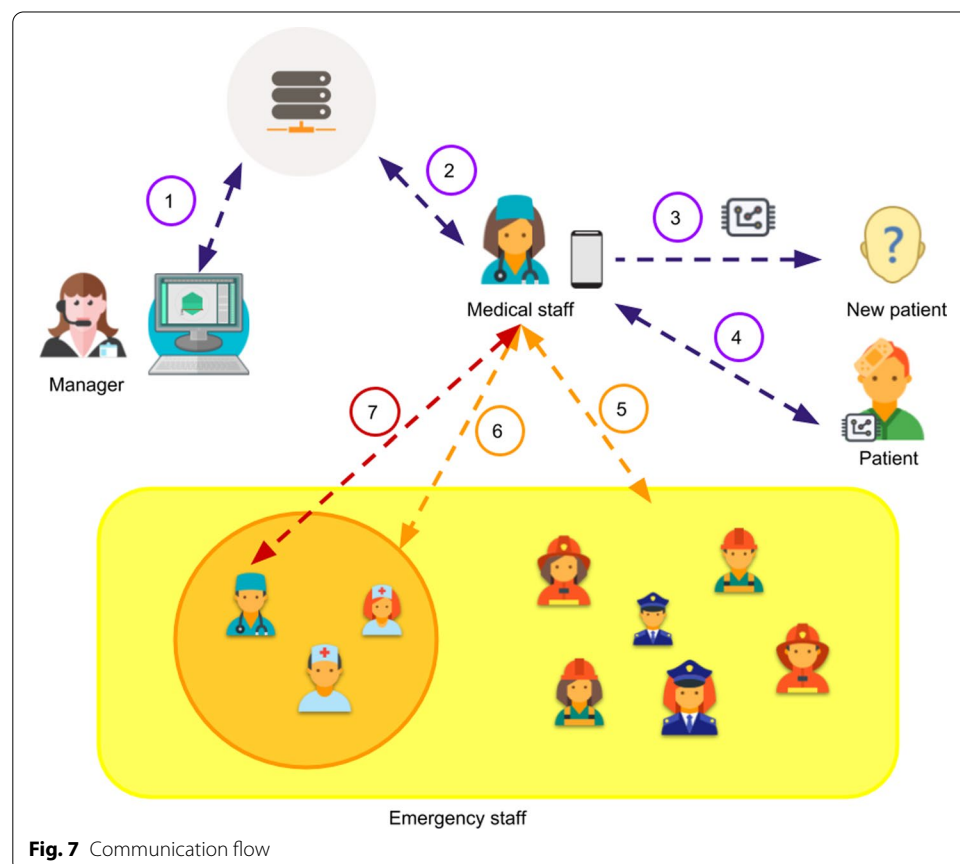 1
2
3
?
Medical staff
New patient
Manager
4
7
6
5
Patient
Emergency staff
Fig. 7 Communication flow